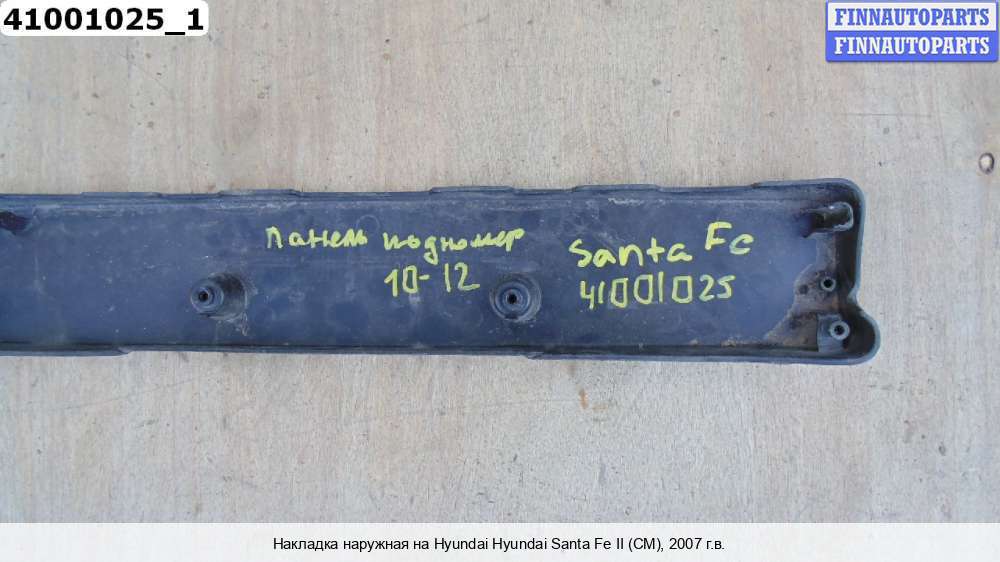 41001025_1
FINNAUTOPARTS
FINNAUTOPARTS
Панель подномер
10-12
Santa Fe
41001025
Накладка наружная на Hyundai Hyundai Santa Fe II (CM), 2007 г.в.